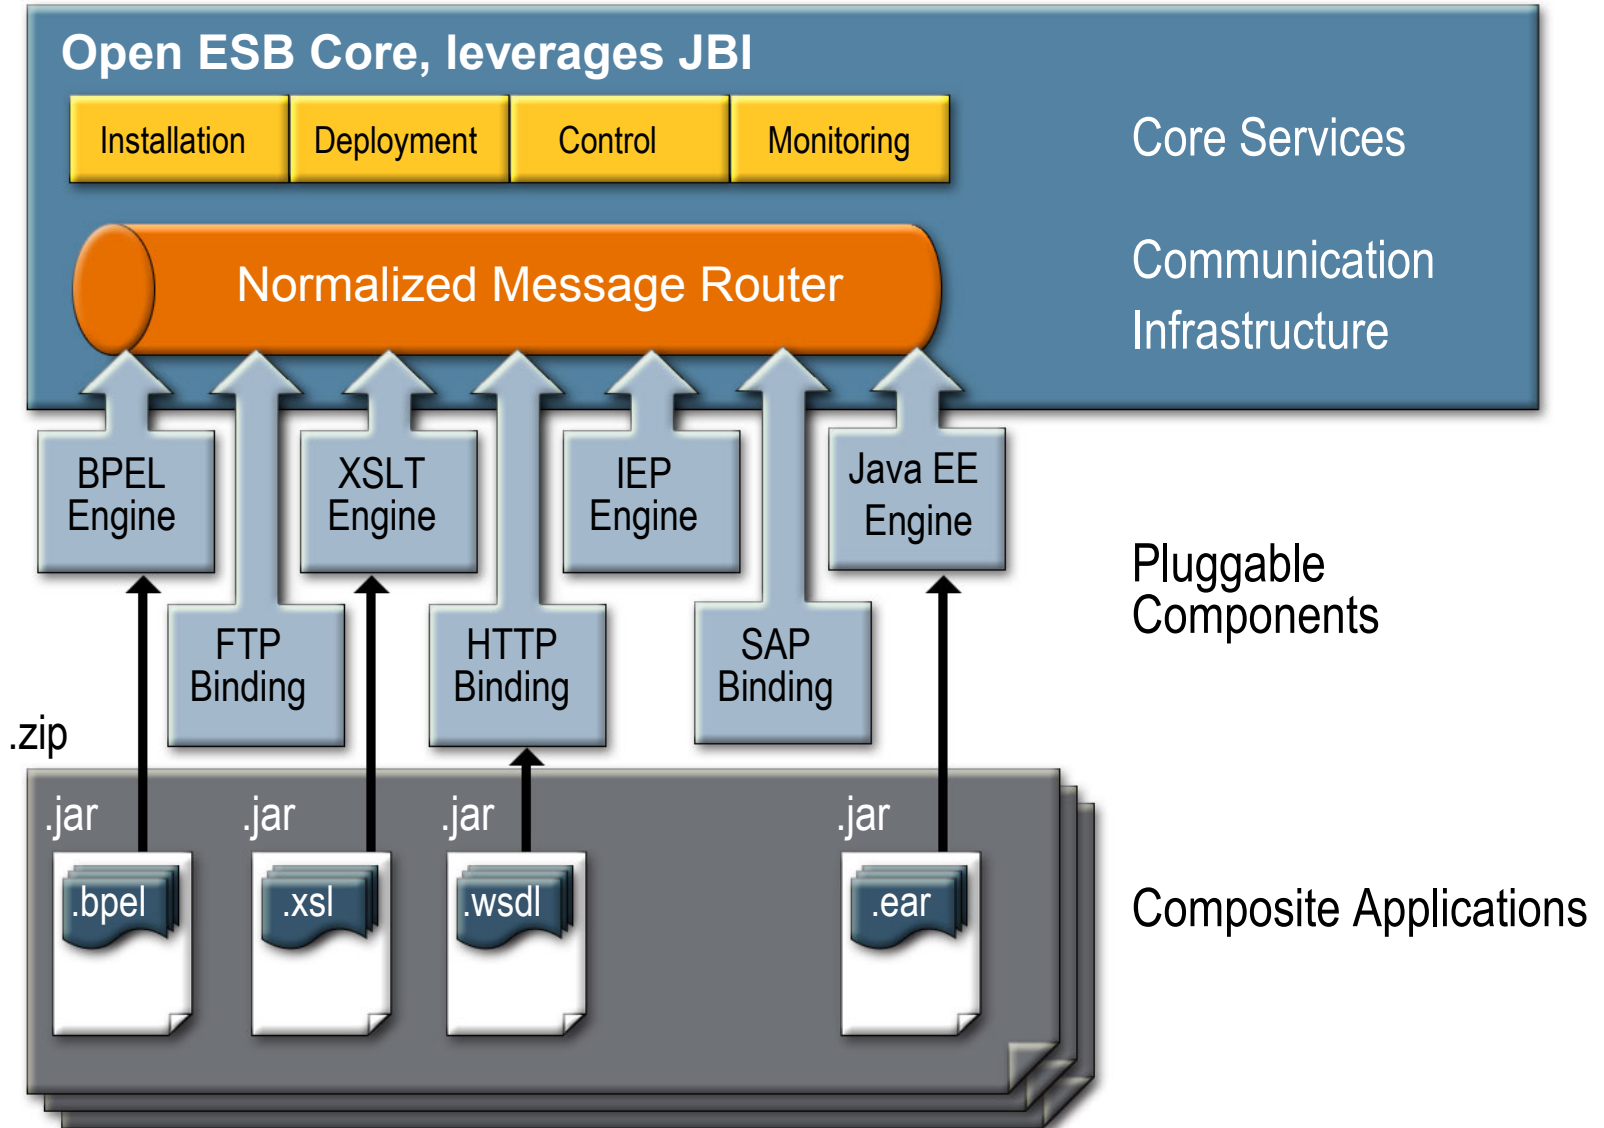 Open ESB Core, leverages JBI
Installation
Deployment
Control
Monitoring
Core Services
Normalized Message Router
Communication
Infrastructure
BPEL
Engine
XSLT
Engine
IEP
Engine
Java EE
Engine
Pluggable
Components
FTP
Binding
HTTP
Binding
SAP
Binding
.zip
.jar
.jar
.jar
.jar
.bpel
.xsl
.wsdl
.ear
Composite Applications